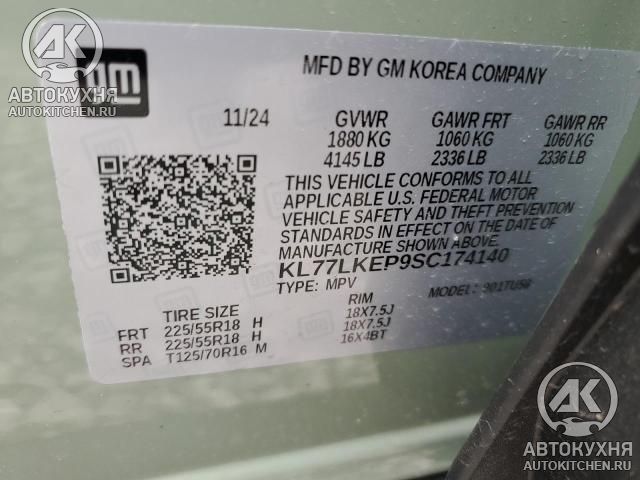 AK
АВТОКУХНЯ
AUTOKITCHEN.RU
gm
MFD BY GM KOREA COMPANY
11/24 GVWR GAWR FRT GAWR RR
1880 KG 1060 KG 1060 KG
4145 LB 2336 LB 2336 LB
THIS VEHICLE CONFORMS TO ALL
APPLICABLE U.S. FEDERAL MOTOR
VEHICLE SAFETY AND THEFT PREVENTION
STANDARDS IN EFFECT ON THE DATE OF
MANUFACTURE SHOWN ABOVE.
KL77LKEP9SC174140
TYPE: MPV MODEL:
TIRE SIZE RIM
FRT 225/55R18 H 18X7.5J
RR 225/55R18 H 18X7.5J
SPA T125/70R16 M 16X4BT
AK
АВТОКУХНЯ
AUTOKITCHEN.RU